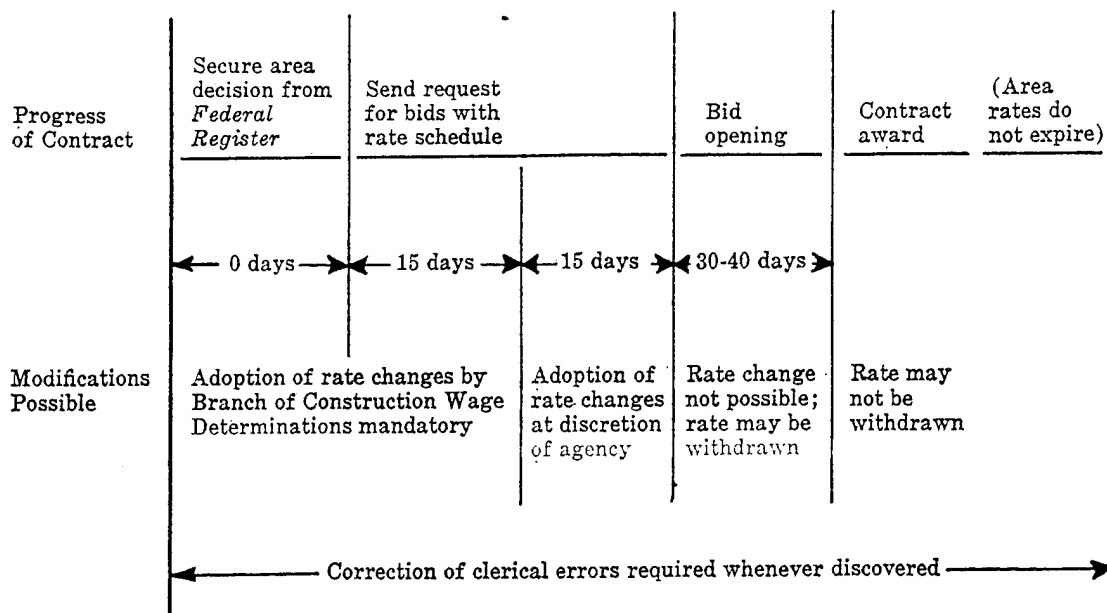 Progress
of Contract
Secure area
decision from
Federal
Register
Send request
for bids with
rate schedule
Bid
opening
Contract
award
(Area
rates do
not expire)
0 days
15 days
15 days
30-40 days
Modifications
Possible
Adoption of rate changes by
Branch of Construction Wage
Determinations mandatory
Adoption of
rate changes
at discretion
of agency
Rate change
not possible;
rate may be
withdrawn
Rate may
not be
withdrawn
Correction of clerical errors required whenever discovered